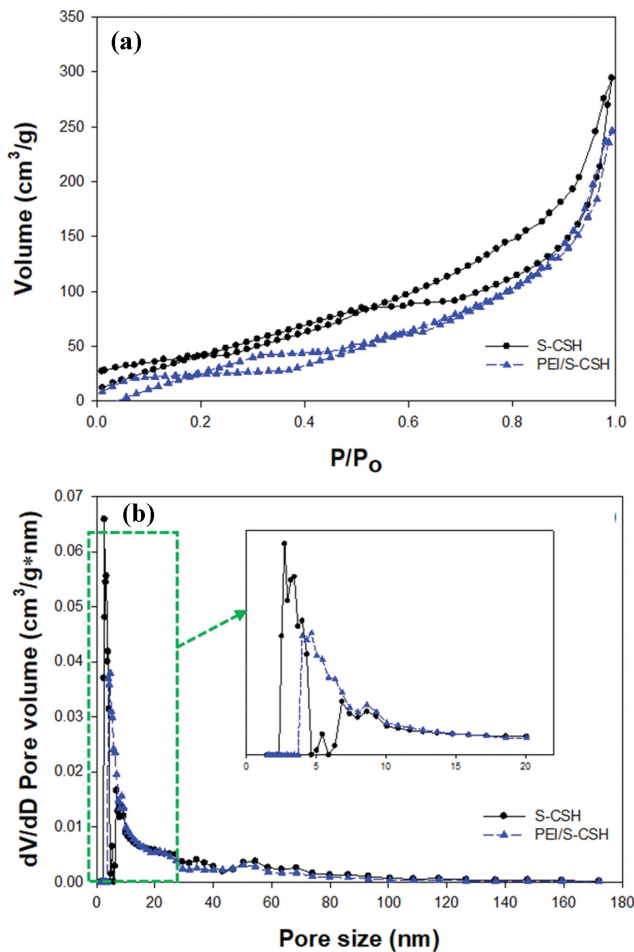 (a)
350
300
250
200
150
100
50
0
Volume (cm³/g)
S-CSH
PEI/S-CSH
0.0 0.2 0.4 0.6 0.8 1.0
P/Po
(b)
0.07
0.06
0.05
0.04
0.03
0.02
0.01
0.00
dV/dD Pore volume (cm³/g*nm)
0 5 10 15 20
S-CSH
PEI/S-CSH
0 20 40 60 80 100 120 140 160 180
Pore size (nm)